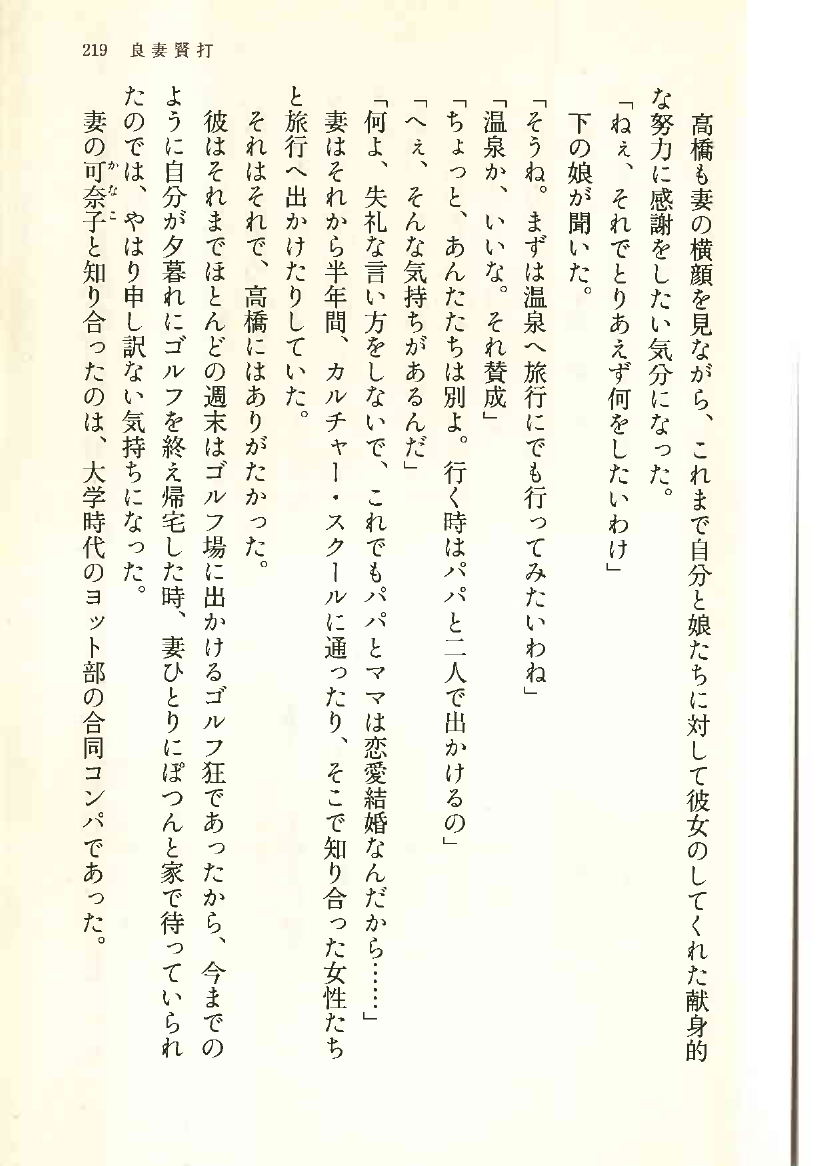 219 良妻賢打
高橋も妻の横顔を見ながら、これまで自分と娘たちに対して彼女のしてくれた献身的
な努力に感謝をしたい気分になった。
「ねぇ、それでとりあえず何をしたいわけ」
下の娘が聞いた。
「そうね。まずは温泉へ旅行にでも行ってみたいわね」
「温泉か、いいな。それ賛成」
「ちょっと、あんたたちは別よ。行く時はパパと二人で出かけるの」
「へぇ、そんな気持ちがあるんだ」
「何よ、失礼な言い方をしないで、これでもパパとママは恋愛結婚なんだから……」
妻はそれから半年間、カルチャー・スクールに通ったり、そこで知り合った女性たち
と旅行へ出かけたりしていた。
それはそれで、高橋にはありがたかった。
彼はそれまでほとんどの週末はゴルフ場に出かけるゴルフ狂であったから、今までの
ように自分が夕暮れにゴルフを終え帰宅した時、妻ひとりにぽつんと家で待っていられ
たのでは、やはり申し訳ない気持ちになった。
妻の可奈子と知り合ったのは、大学時代のヨット部の合同コンパであった。
かなこ